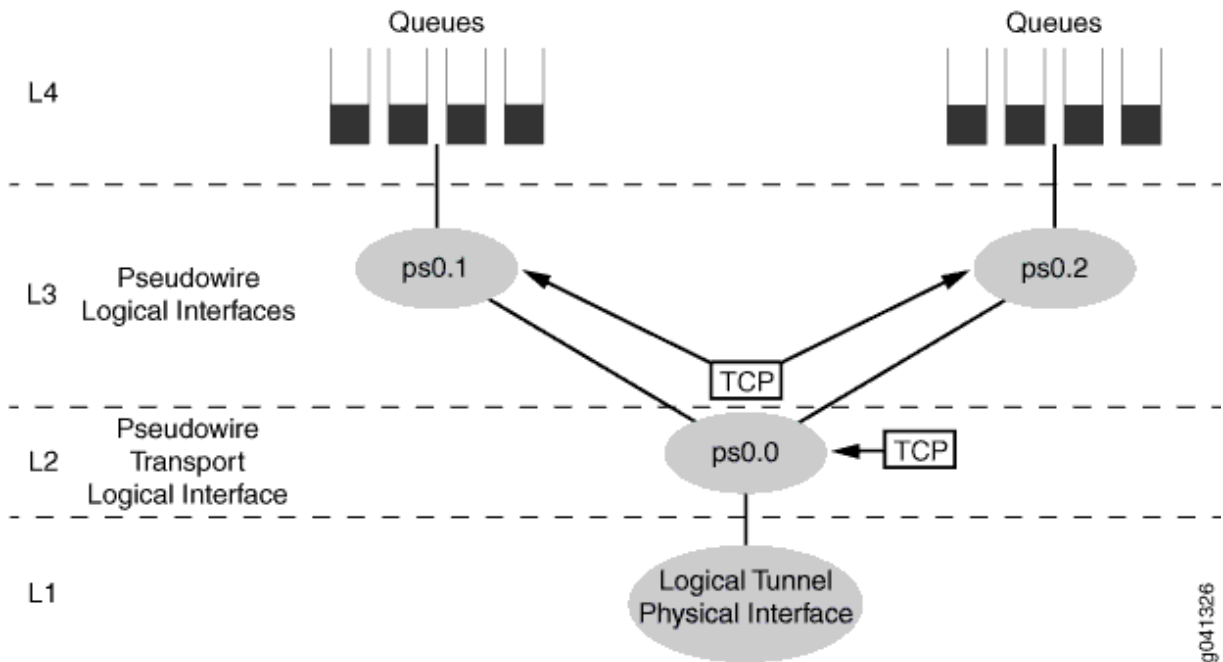 Queues
Queues
L4
ps0.1
ps0.2
L3
Pseudowire
Logical Interfaces
TCP
Pseudowire
Transport
Logical Interface
L2
ps0.0
TCP
L1
Logical Tunnel
Physical Interface
g041326